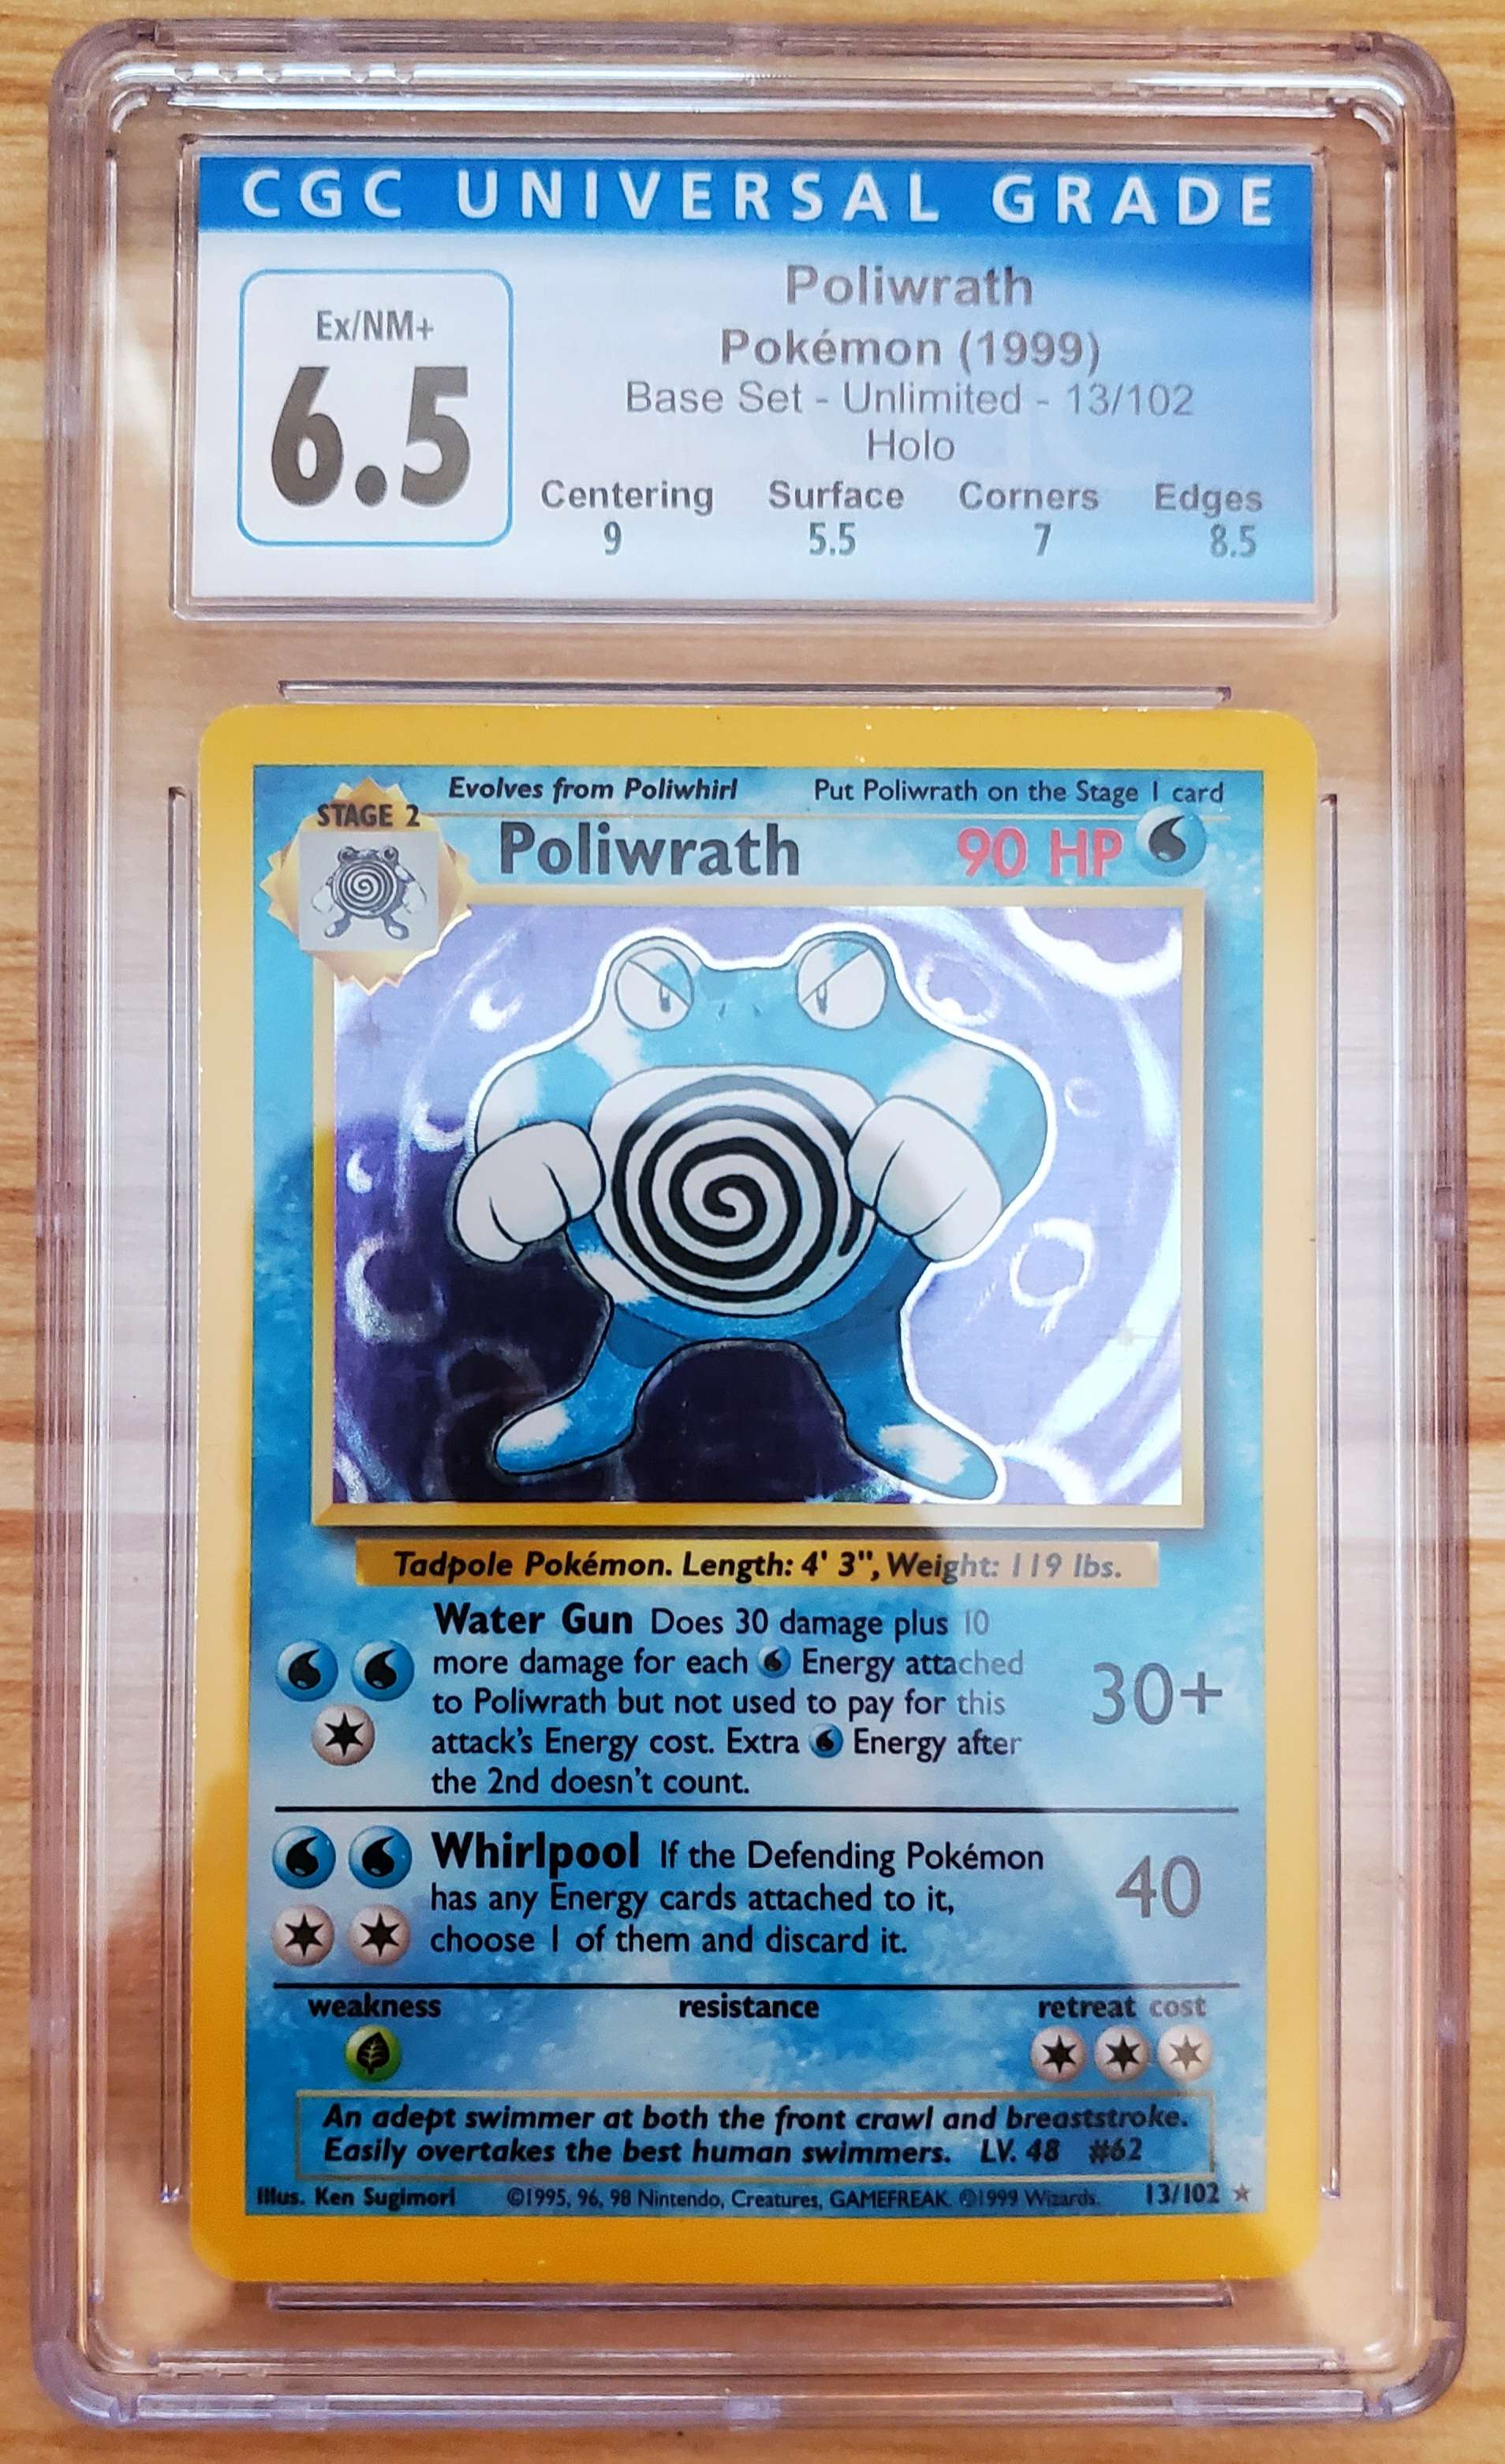 CGC UNIVERSAL GRADE
Ex/NM+
6.5
Poliwrath
Pokémon (1999)
Base Set - Unlimited - 13/102
Holo
Centering Surface Corners Edges
9 5.5 7 8.5
Evolves from Poliwhirl Put Poliwrath on the Stage 1 card
STAGE 2
Poliwrath 90 HP
Tadpole Pokémon. Length: 4' 3", Weight: 119 lbs.
Water Gun Does 30 damage plus 10
more damage for each Energy attached
to Poliwrath but not used to pay for this
attack's Energy cost. Extra Energy after
the 2nd doesn't count.
30+
Whirlpool If the Defending Pokémon
has any Energy cards attached to it,
choose 1 of them and discard it.
40
weakness resistance retreat cost
An adept swimmer at both the front crawl and breaststroke.
Easily overtakes the best human swimmers. LV. 48 #62
Illus. Ken Sugimori ©1995, 96, 98 Nintendo, Creatures, GAMEFREAK. ©1999 Wizards. 13/102 ★